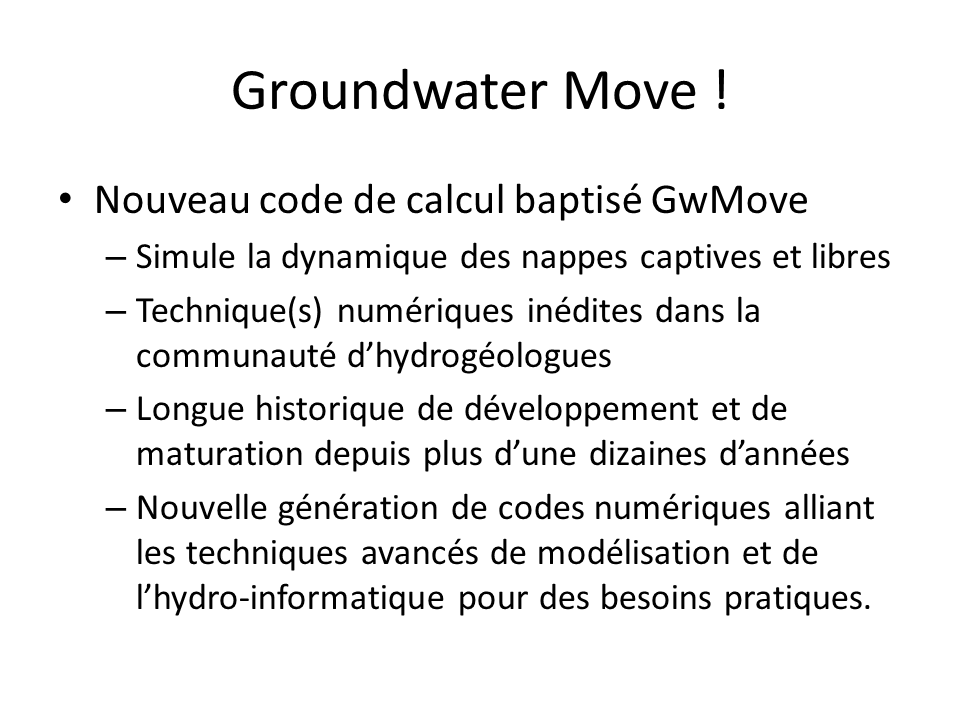 Groundwater Move !
• Nouveau code de calcul baptisé GwMove
– Simule la dynamique des nappes captives et libres
– Technique(s) numériques inédites dans la
communauté d’hydrogéologues
– Longue historique de développement et de
maturation depuis plus d’une dizaines d’années
– Nouvelle génération de codes numériques alliant
les techniques avancés de modélisation et de
l’hydro-informatique pour des besoins pratiques.